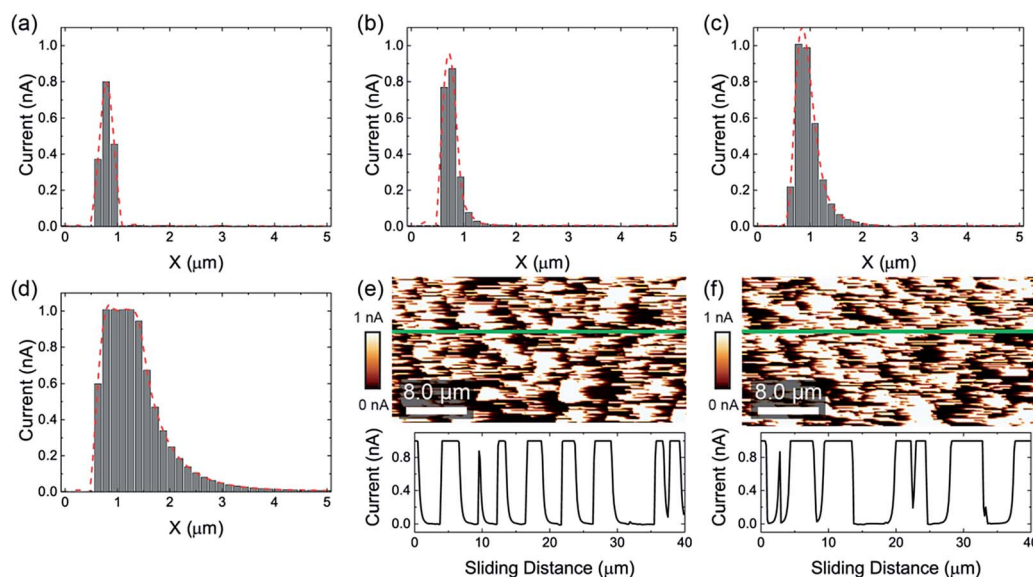 (a)
1.0
0.8
0.6
0.4
0.2
0.0
Current (nA)
0 1 2 3 4 5
X (μm)
(b)
1.0
0.8
0.6
0.4
0.2
0.0
Current (nA)
0 1 2 3 4 5
X (μm)
(c)
1.0
0.8
0.6
0.4
0.2
0.0
Current (nA)
0 1 2 3 4 5
X (μm)
(d)
1.0
0.8
0.6
0.4
0.2
0.0
Current (nA)
0 1 2 3 4 5
X (μm)
(e)
1 nA
0 nA
8.0 μm
0.8
0.4
0.0
Current (nA)
0 10 20 30 40
Sliding Distance (μm)
(f)
1 nA
0 nA
8.0 μm
0.8
0.4
0.0
Current (nA)
0 10 20 30 40
Sliding Distance (μm)